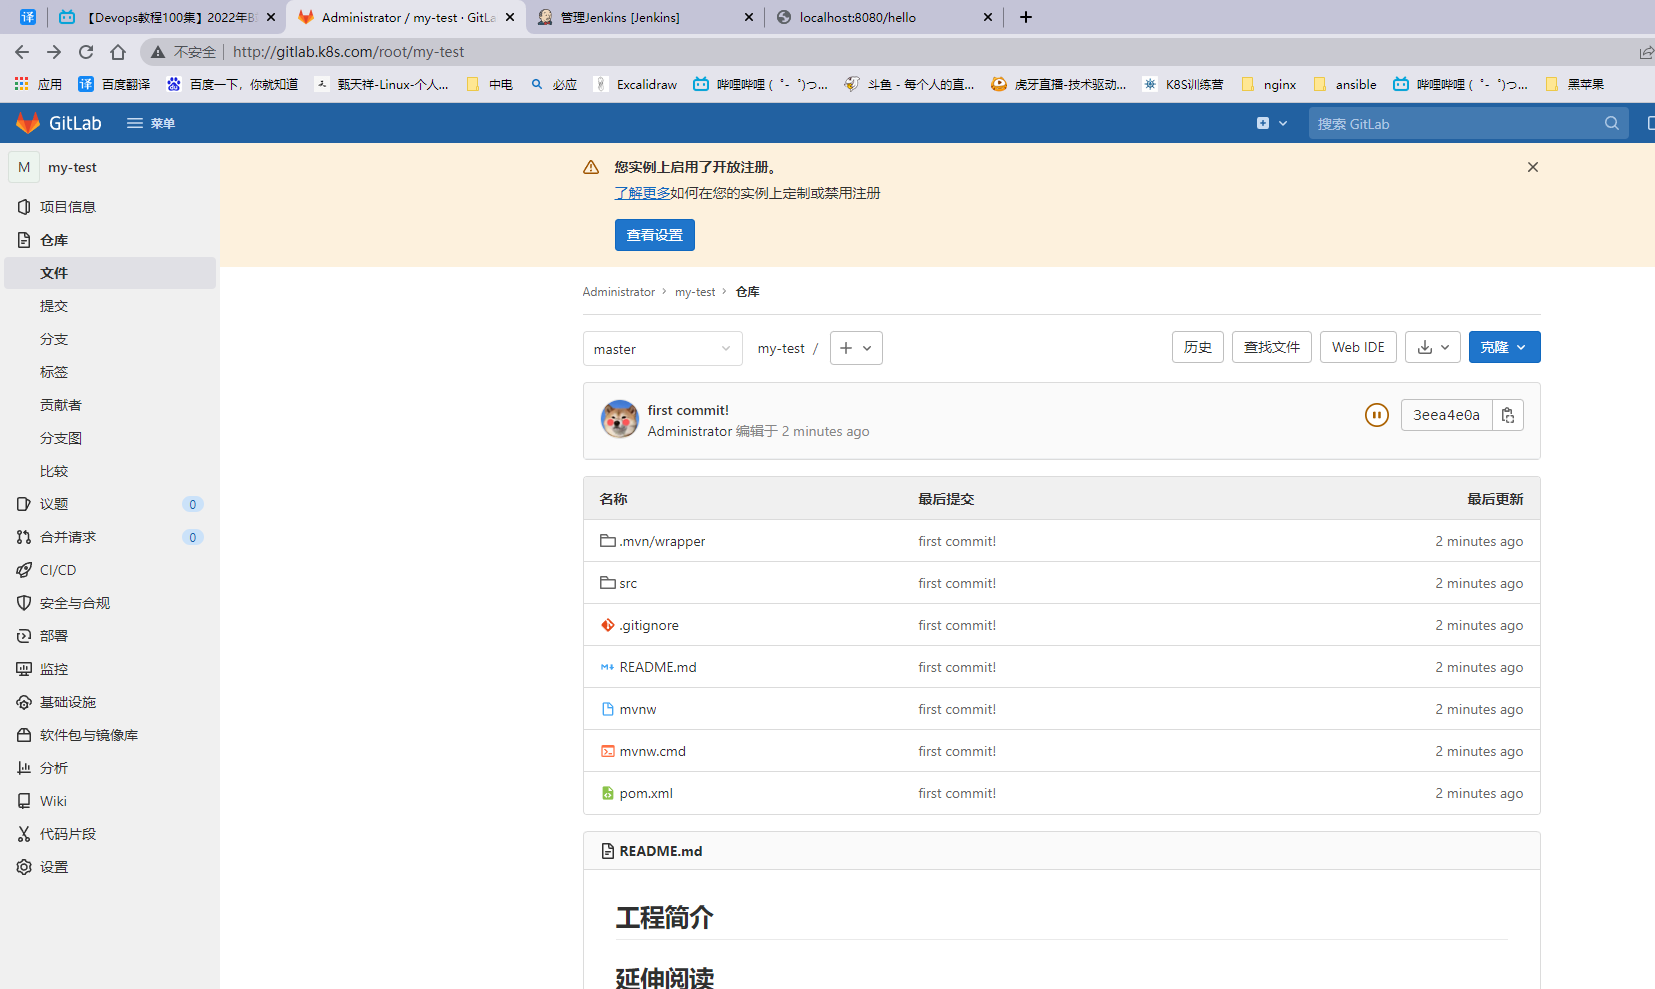 译
【Devops教程100集】2022年B
Administrator / my-test · GitLa
管理Jenkins [Jenkins]
localhost:8080/hello
不安全
http://gitlab.k8s.com/root/my-test
应用
译
百度翻译
百度一下，你就知道
甄天祥-Linux-个人...
中电
必应
Excalidraw
哔哩哔哩 ( ゜- ゜)つ...
斗鱼 - 每个人的直...
虎牙直播-技术驱动...
K8S训练营
nginx
ansible
哔哩哔哩 ( ゜- ゜)つ...
黑苹果
GitLab
菜单
搜索 GitLab
M
my-test
项目信息
仓库
文件
提交
分支
标签
贡献者
分支图
比较
议题
0
合并请求
0
CI/CD
安全与合规
部署
监控
基础设施
软件包与镜像库
分析
Wiki
代码片段
设置
您实例上启用了开放注册。
了解更多如何在您的实例上定制或禁用注册
查看设置
Administrator › my-test › 仓库
master
my-test /
历史
查找文件
Web IDE
克隆
first commit!
Administrator 编辑于 2 minutes ago
3eea4e0a
名称 最后提交 最后更新
.mvn/wrapper first commit! 2 minutes ago
src first commit! 2 minutes ago
.gitignore first commit! 2 minutes ago
README.md first commit! 2 minutes ago
mvnw first commit! 2 minutes ago
mvnw.cmd first commit! 2 minutes ago
pom.xml first commit! 2 minutes ago
README.md
工程简介
延伸阅读